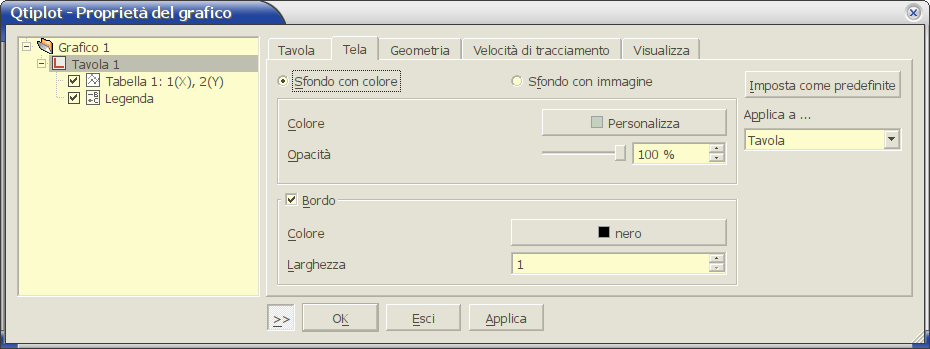 Qtiplot - Proprietà del grafico
Grafico 1
Tavola 1
Tabella 1: 1(X), 2(Y)
Legenda
Tavola Tela Geometria Velocità di tracciamento Visualizza
Sfondo con colore Sfondo con immagine
Imposta come predefinite
Colore Personalizza
Applica a ...
Opacità 100 %
Tavola
Bordo
Colore nero
Larghezza 1
>> OK Esci Applica